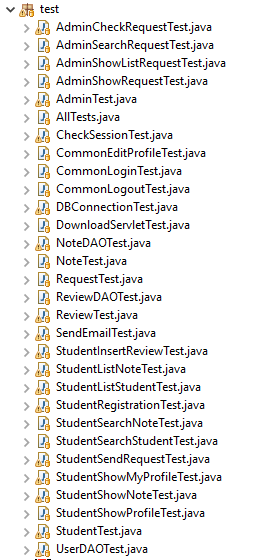 test
AdminCheckRequestTest.java
AdminSearchRequestTest.java
AdminShowListRequestTest.java
AdminShowRequestTest.java
AdminTest.java
AllTests.java
CheckSessionTest.java
CommonEditProfileTest.java
CommonLoginTest.java
CommonLogoutTest.java
DBConnectionTest.java
DownloadServletTest.java
NoteDAOTest.java
NoteTest.java
RequestTest.java
ReviewDAOTest.java
ReviewTest.java
SendEmailTest.java
StudentInsertReviewTest.java
StudentListNoteTest.java
StudentListStudentTest.java
StudentRegistrationTest.java
StudentSearchNoteTest.java
StudentSearchStudentTest.java
StudentSendRequestTest.java
StudentShowMyProfileTest.java
StudentShowNoteTest.java
StudentShowProfileTest.java
StudentTest.java
UserDAOTest.java